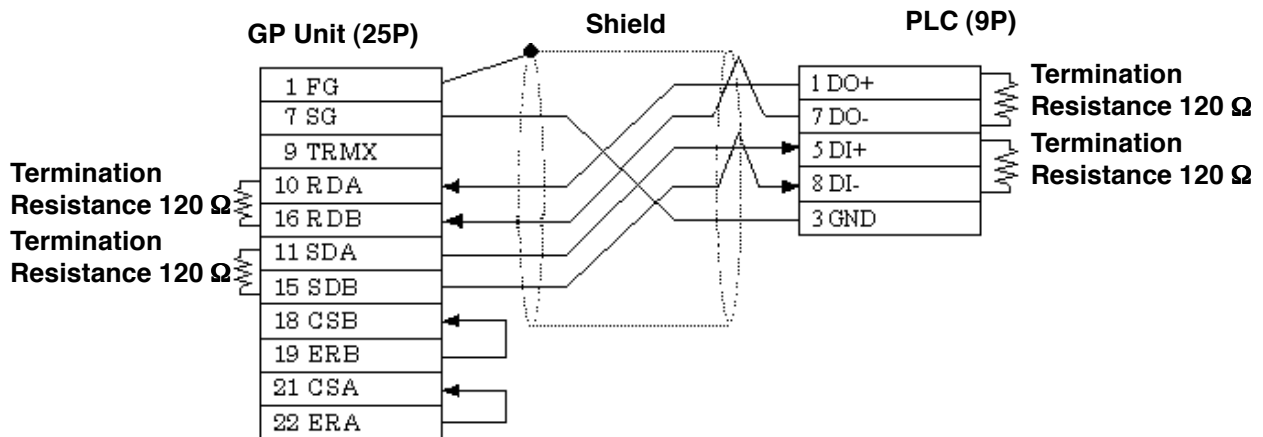 GP Unit (25P)
Shield
PLC (9P)
1 FG
7 SG
9 TRMX
10 RDA
16 RDB
11 SDA
15 SDB
18 CSB
19 ERB
21 CSA
22 ERA
Termination
Resistance 120 Ω
Termination
Resistance 120 Ω
1 DO+
7 DO-
5 DI+
8 DI-
3 GND
Termination
Resistance 120 Ω
Termination
Resistance 120 Ω